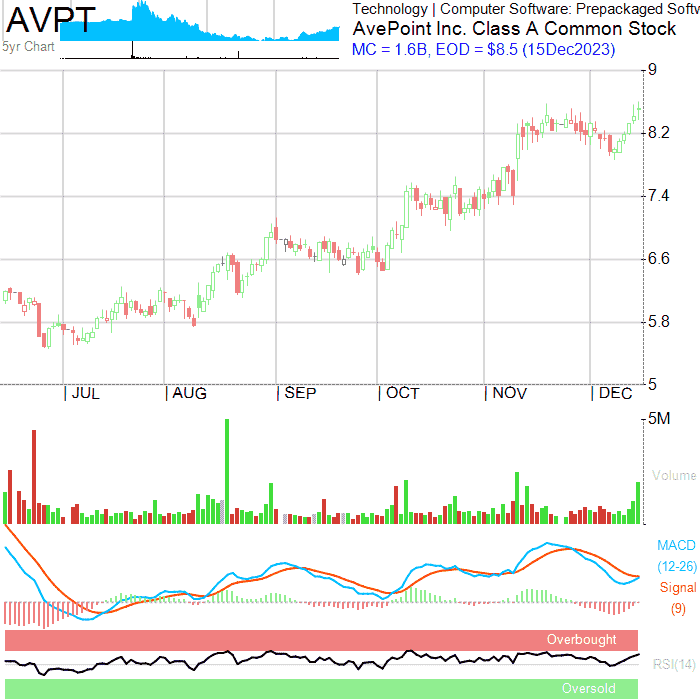 AVPT
5yr Chart
Technology | Computer Software: Prepackaged Softw
AvePoint Inc. Class A Common Stock
MC = 1.6B, EOD = $8.5 (15Dec2023)
9
8.2
7.4
6.6
5.8
5
| JUL | AUG | SEP | OCT | NOV | DEC
5M
Volume
MACD
(12-26)
Signal
(9)
Overbought
RSI(14)
Oversold